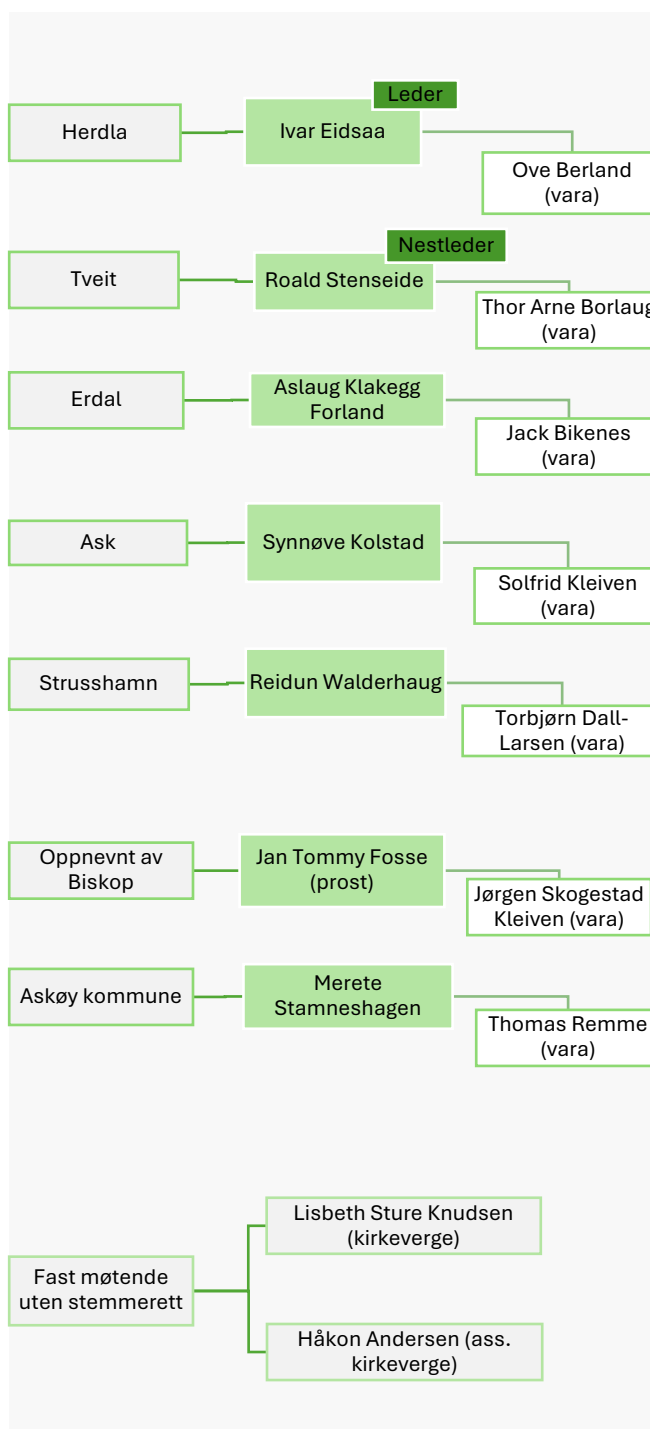 Leder
Herdla
Ivar Eidsaa
Ove Berland
(vara)
Nestleder
Tveit
Roald Stenseide
Thor Arne Borlaug
(vara)
Erdal
Aslaug Klakegg
Forland
Jack Bikenes
(vara)
Ask
Synnøve Kolstad
Solfrid Kleiven
(vara)
Strusshamn
Reidun Walderhaug
Torbjørn Dall-
Larsen (vara)
Oppnevnt av
Biskop
Jan Tommy Fosse
(prost)
Jørgen Skogestad
Kleiven (vara)
Askøy kommune
Merete
Stamneshagen
Thomas Remme
(vara)
Fast møtende
uten stemmerett
Lisbeth Sture Knudsen
(kirkeverge)
Håkon Andersen (ass.
kirkeverge)